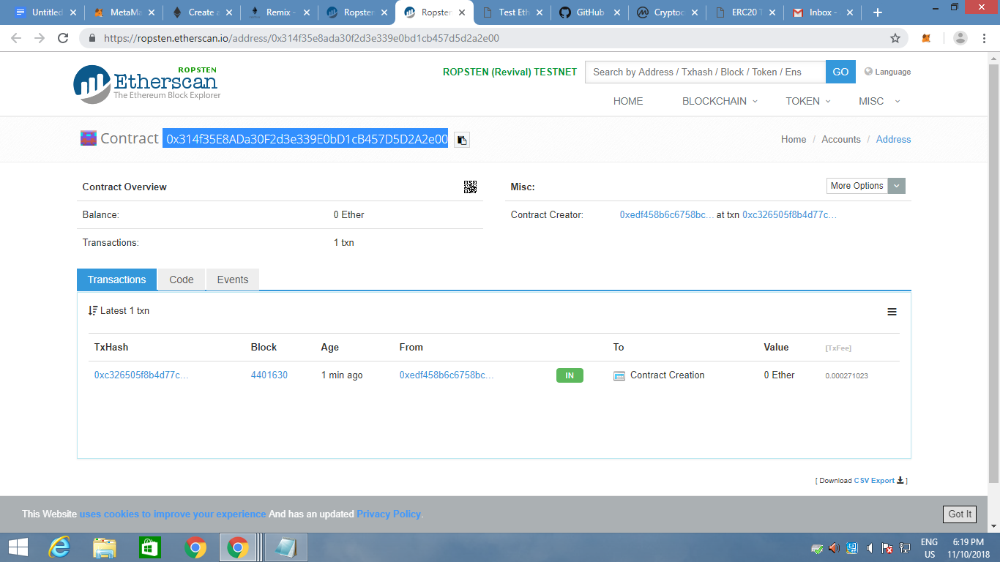 Untitled
MetaMa
Create a
Remix -
Ropsten
Ropsten
Test Eth
GitHub
Cryptoc
ERC20 T
Inbox -
https://ropsten.etherscan.io/address/0x314f35e8ada30f2d3e339e0bd1cb457d5d2a2e00
ROPSTEN
Etherscan
The Ethereum Block Explorer
ROPSTEN (Revival) TESTNET
Search by Address / Txhash / Block / Token / Ens
GO
Language
HOME BLOCKCHAIN TOKEN MISC
Contract 0x314f35E8ADa30F2d3e339E0bD1cB457D5D2A2e00
Home / Accounts / Address
Contract Overview
Balance: 0 Ether
Transactions: 1 txn
Misc:
More Options
Contract Creator: 0xedf458b6c6758bc... at txn 0xc326505f8b4d77c...
Transactions Code Events
Latest 1 txn
TxHash Block Age From To Value [TxFee]
0xc326505f8b4d77c... 4401630 1 min ago 0xedf458b6c6758bc... IN Contract Creation 0 Ether 0.000271023
[ Download CSV Export ]
This Website uses cookies to improve your experience And has an updated Privacy Policy.
Got It
ENG 6:19 PM
US 11/10/2018